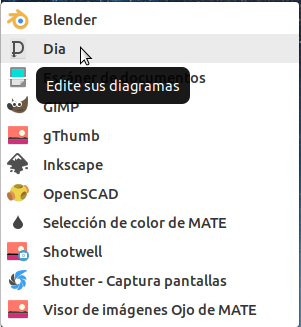 Blender
Dia
Escáner de documentos
Edite sus diagramas
GIMP
gThumb
Inkscape
OpenSCAD
Selección de color de MATE
Shotwell
Shutter - Captura pantallas
Visor de imágenes Ojo de MATE